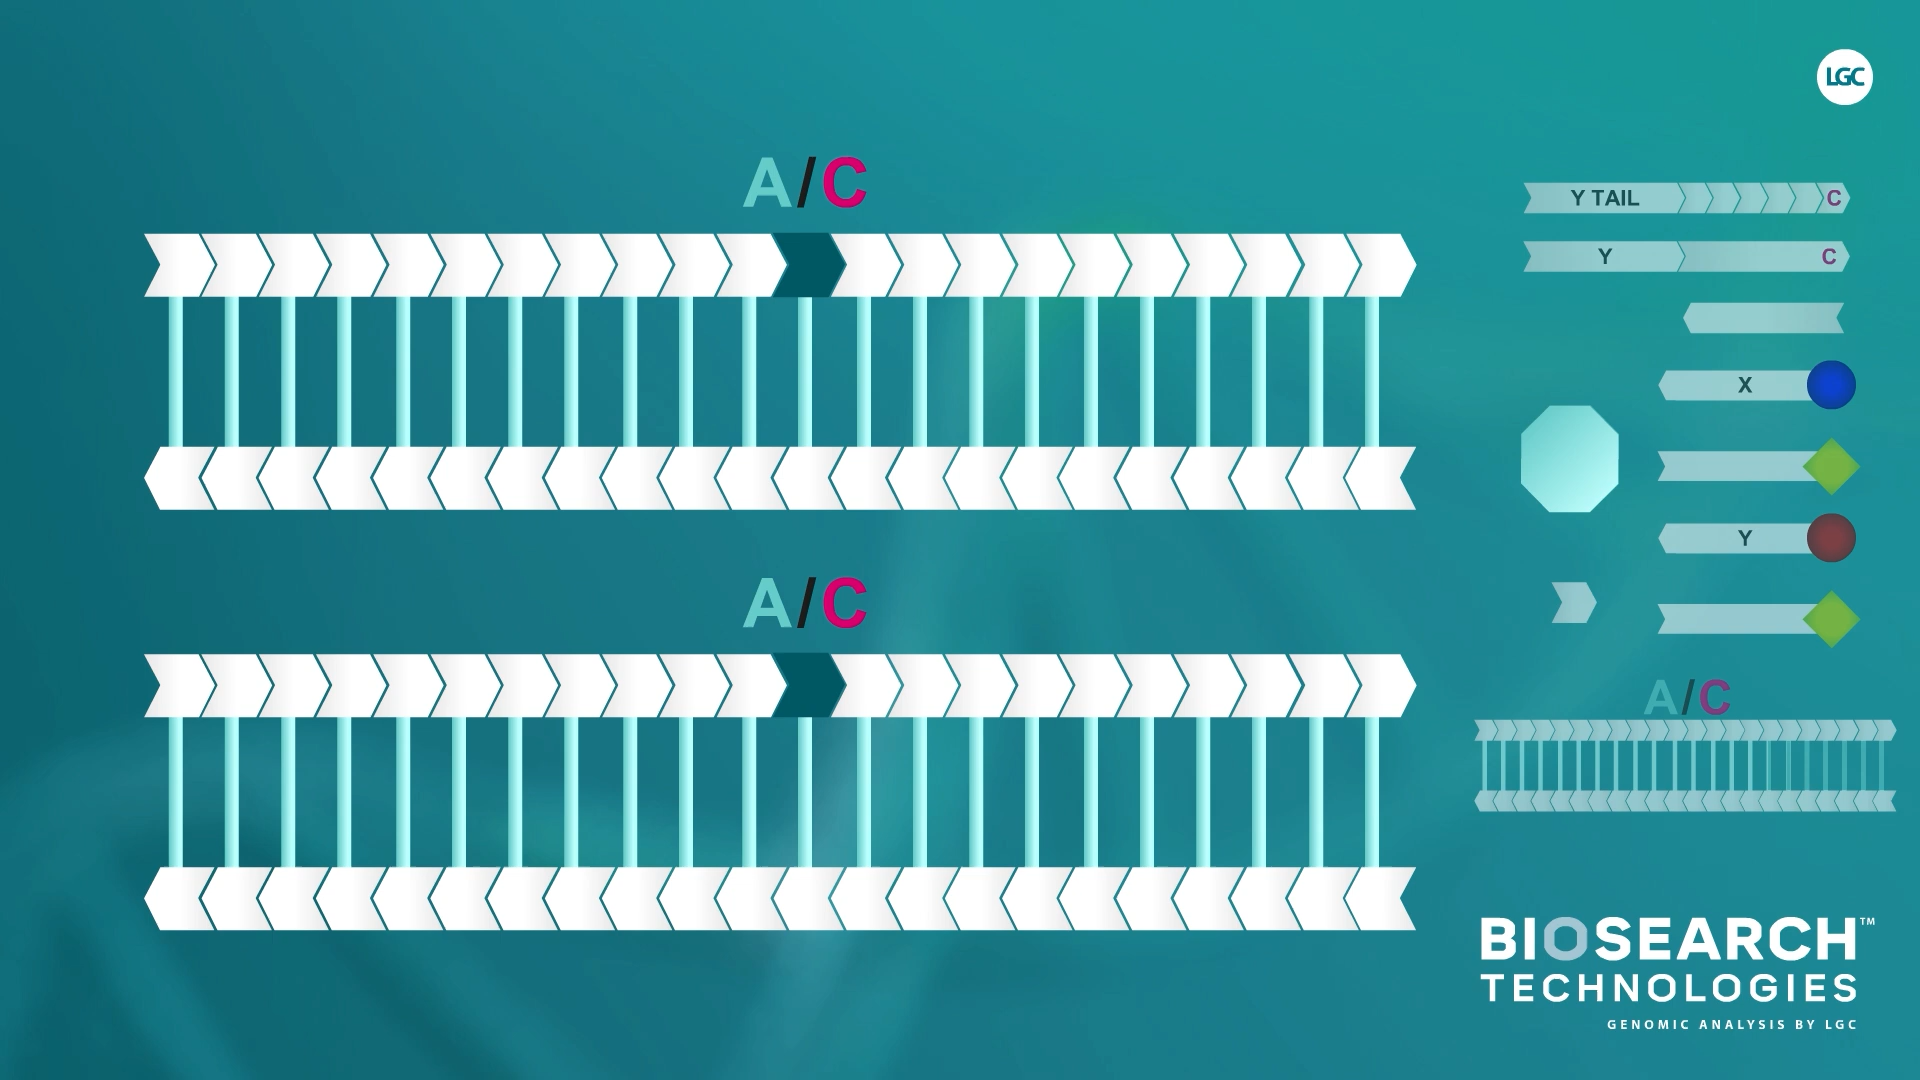 LGC
A/C
Y TAIL C
Y C
X
Y
A/C
A/C
BIOSEARCH™
TECHNOLOGIES
GENOMIC ANALYSIS BY LGC